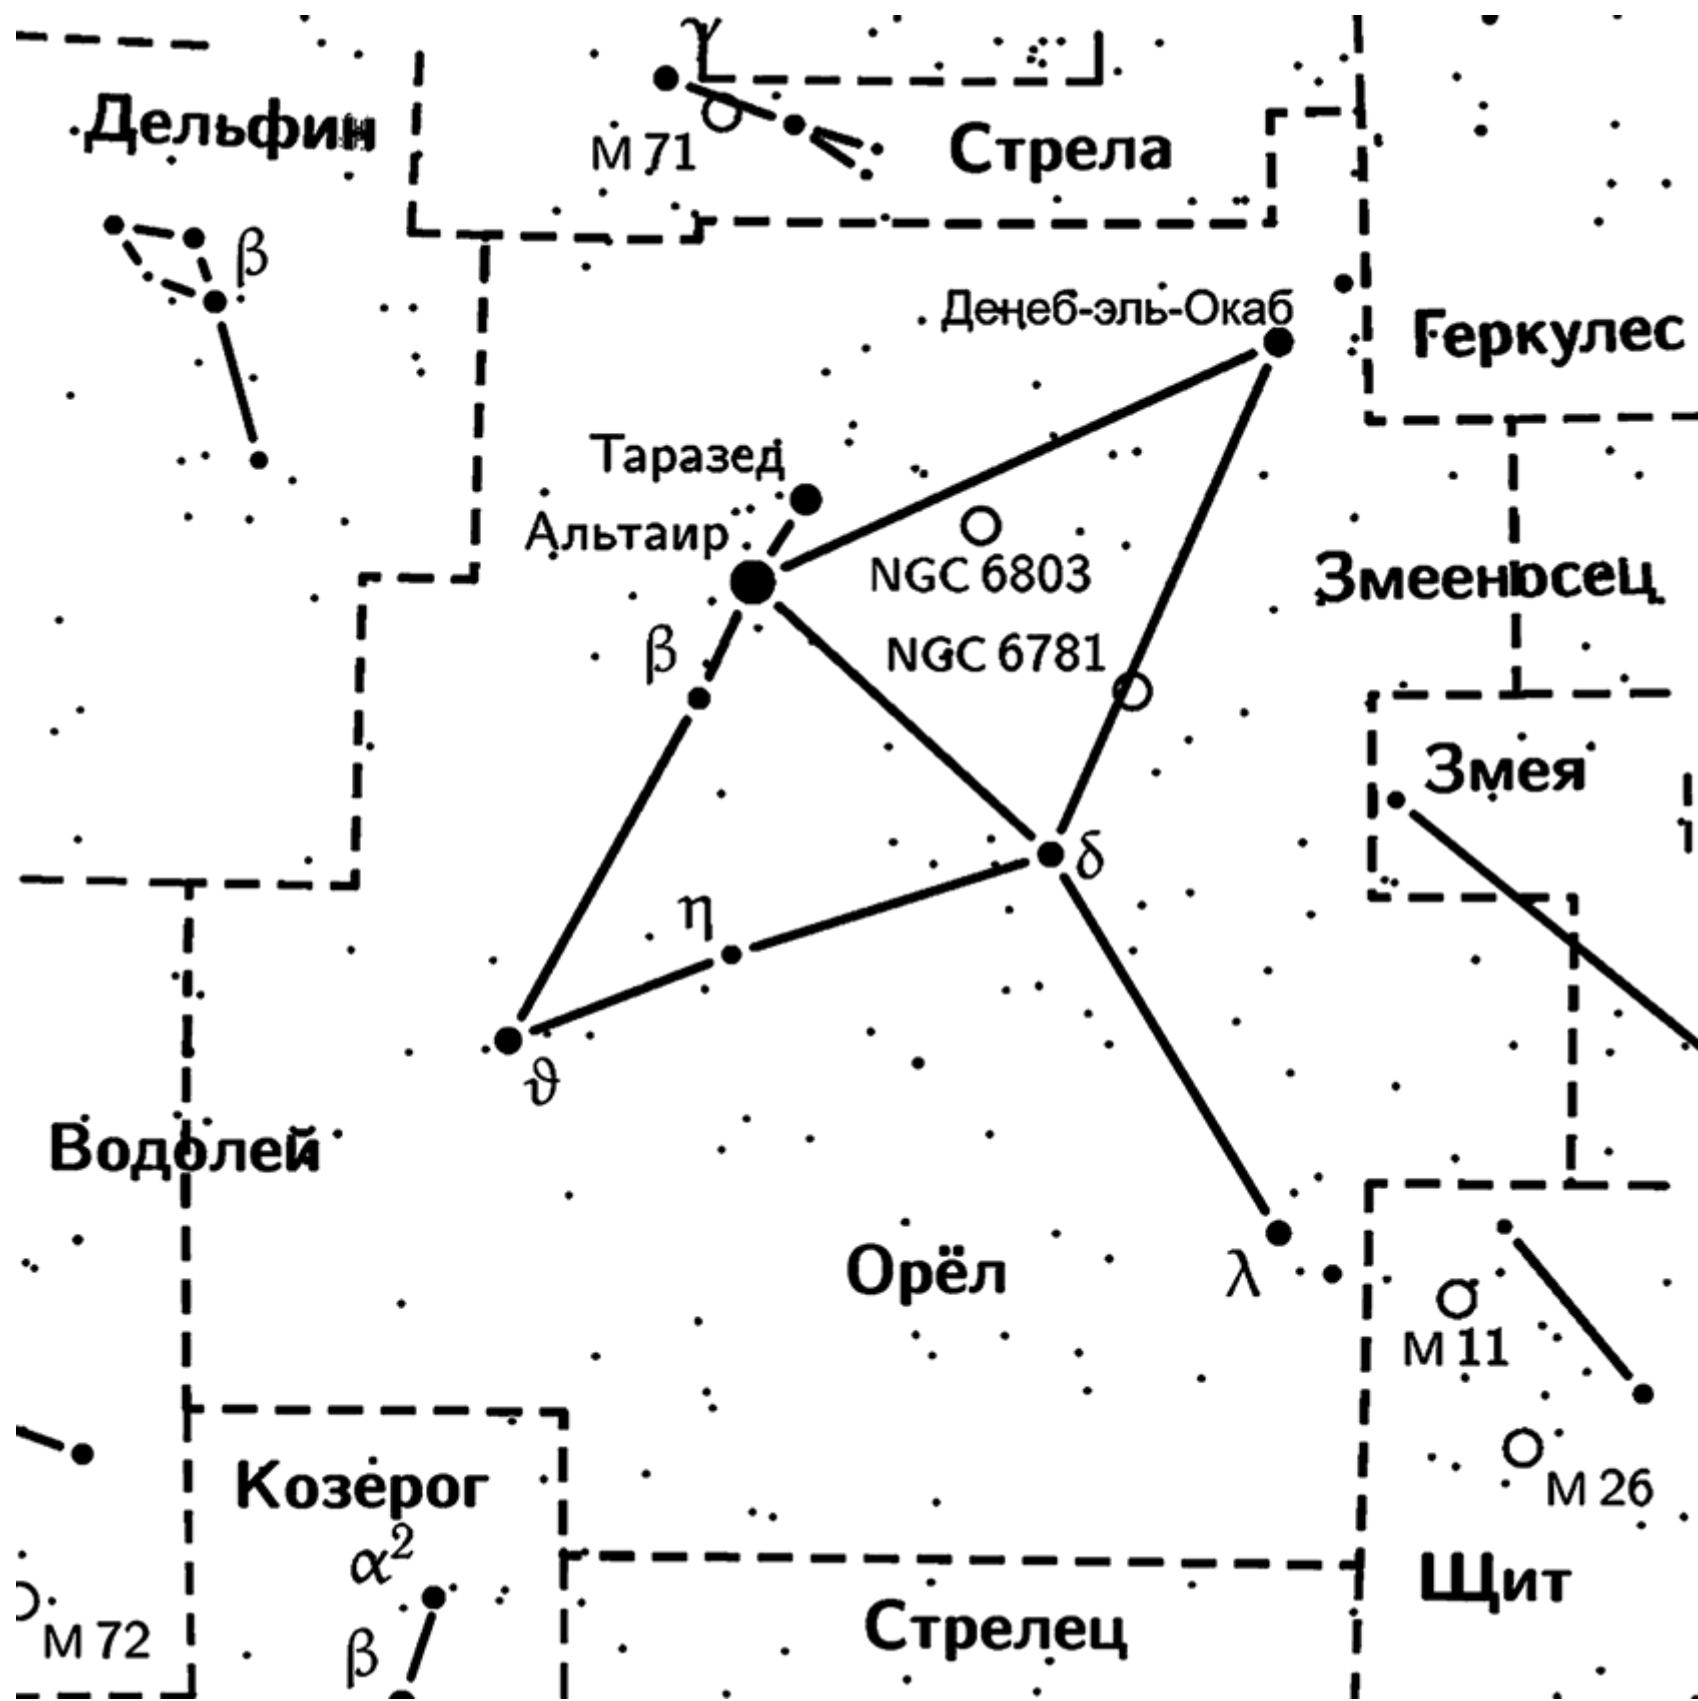 γ
Дельфин
М 71
Стрела
β
Денеб-эль-Окаб
Геркулес
Таразед
Альтаир
NGC 6803
Змееносец
β
NGC 6781
Змея
δ
η
ϑ
Водолей
Орёл
λ
М 11
Козерог
М 26
α²
Щит
М 72
β
Стрелец